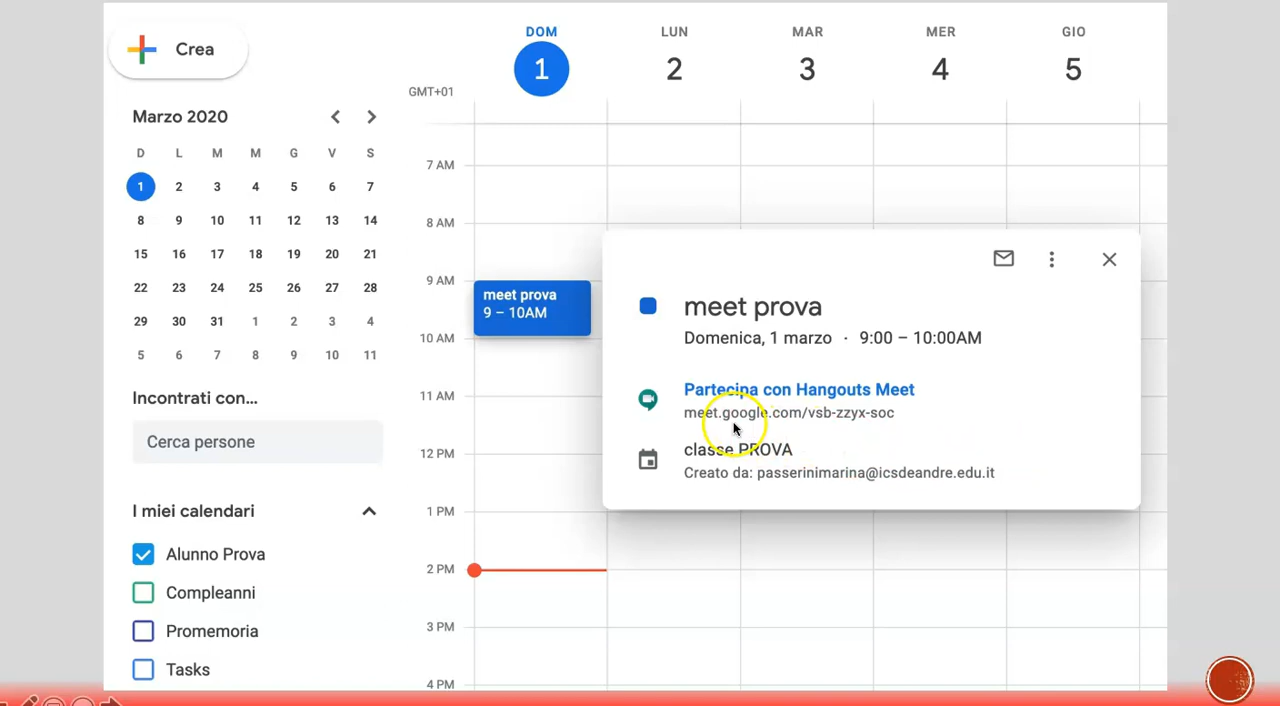 Crea
Marzo 2020
D L M M G V S
1 2 3 4 5 6 7
8 9 10 11 12 13 14
15 16 17 18 19 20 21
22 23 24 25 26 27 28
29 30 31 1 2 3 4
5 6 7 8 9 10 11
Incontrati con...
Cerca persone
I miei calendari
Alunno Prova
Compleanni
Promemoria
Tasks
DOM LUN MAR MER GIO
1 2 3 4 5
GMT+01
7 AM
8 AM
9 AM
10 AM
11 AM
12 PM
1 PM
2 PM
3 PM
4 PM
meet prova
9 – 10AM
meet prova
Domenica, 1 marzo · 9:00 – 10:00AM
Partecipa con Hangouts Meet
meet.google.com/vsb-zzyx-soc
classe PROVA
Creato da: passerinimarina@icsdeandre.edu.it